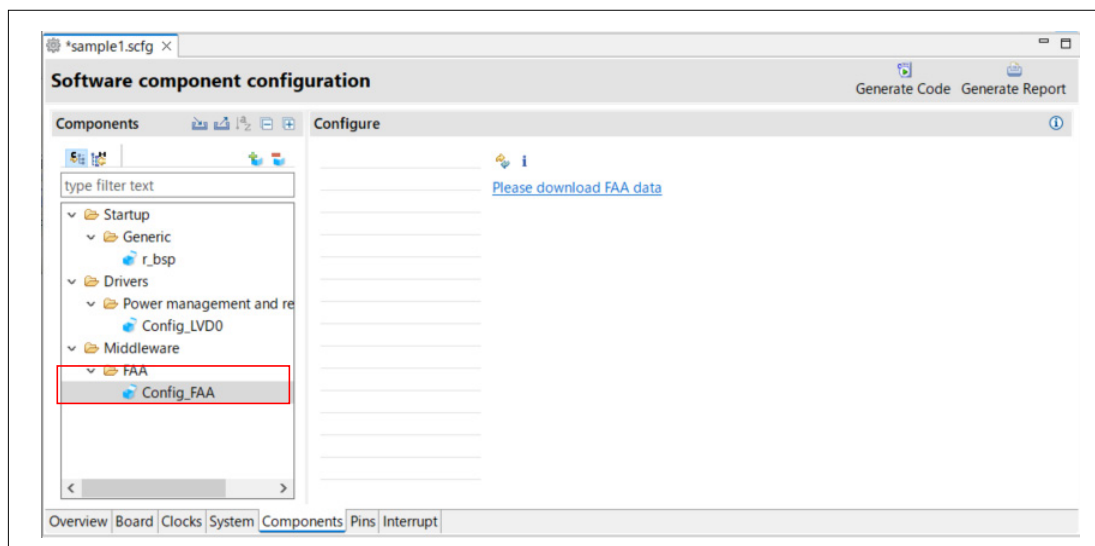 *sample1.scfg
Software component configuration
Generate Code Generate Report
Components
Configure
type filter text
Please download FAA data
Startup
Generic
r_bsp
Drivers
Power management and re
Config_LVD0
Middleware
FAA
Config_FAA
Overview Board Clocks System Components Pins Interrupt